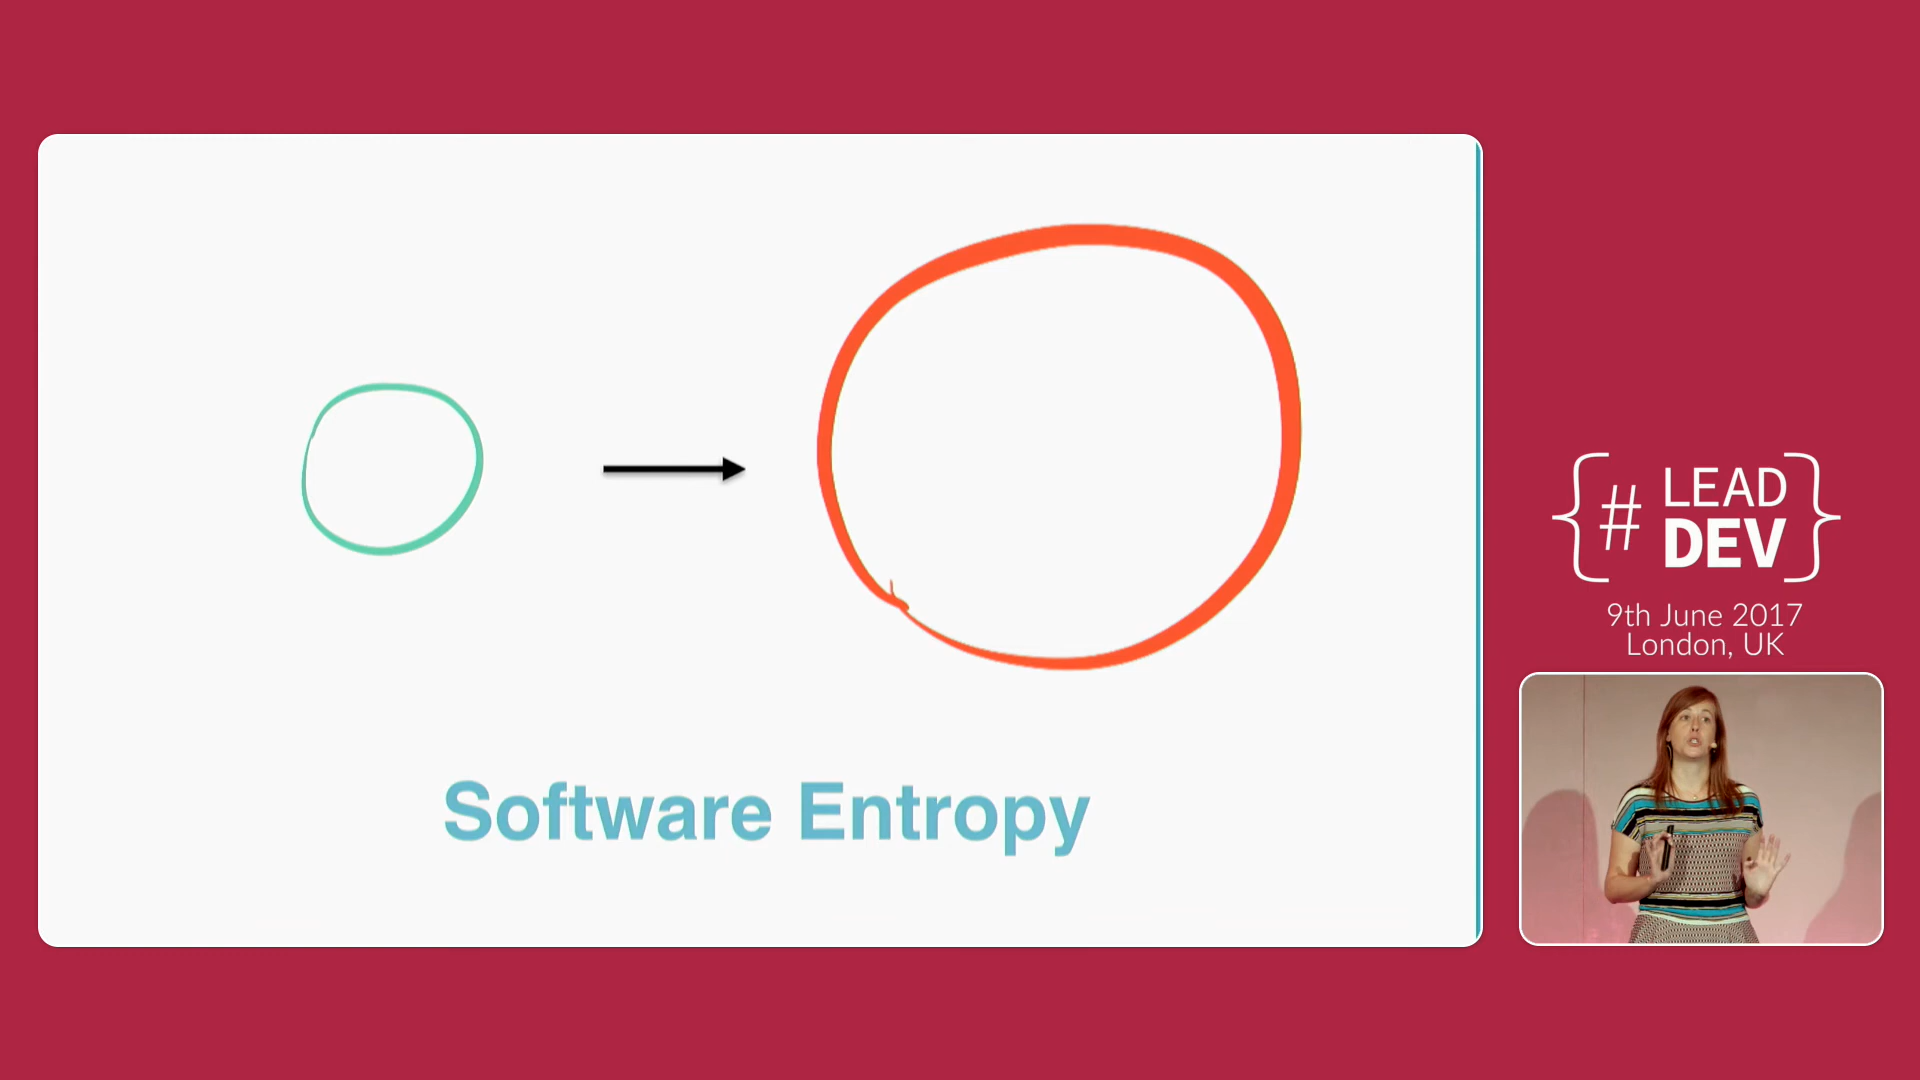 Software Entropy
{# LEAD
DEV}
9th June 2017
London, UK